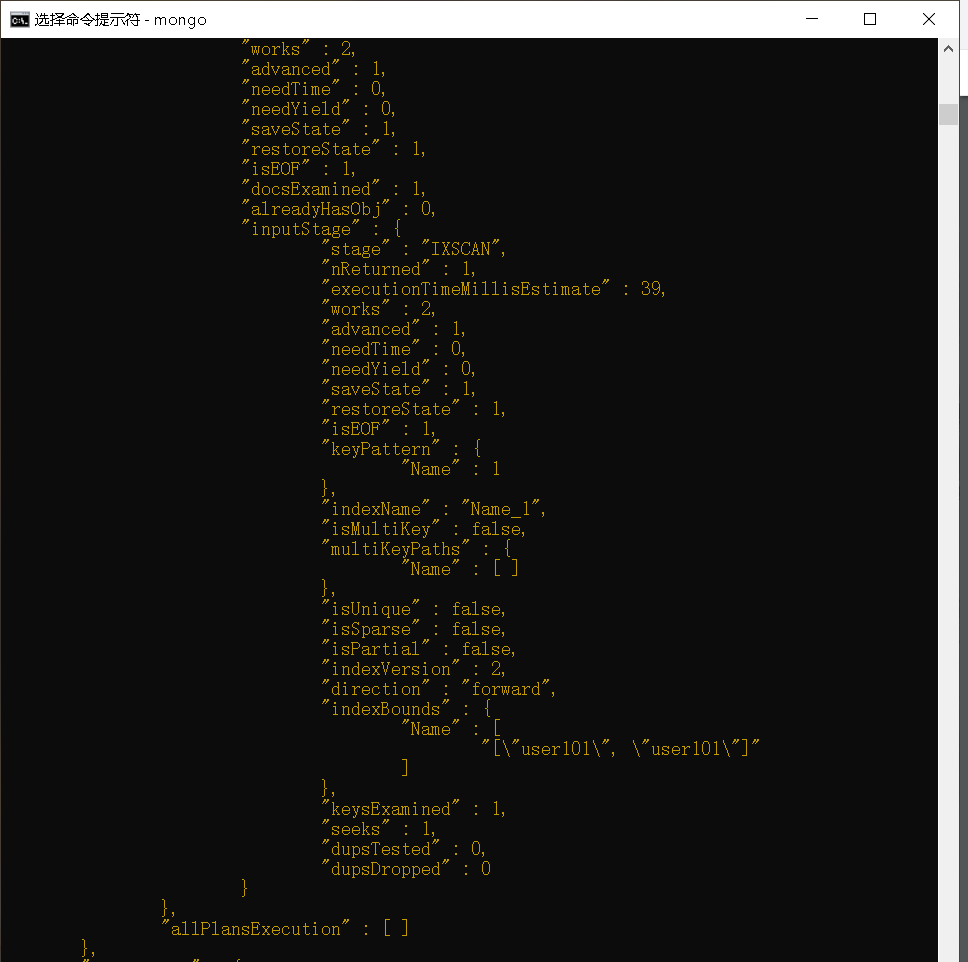 选择命令提示符 - mongo
"works" : 2,
"advanced" : 1,
"needTime" : 0,
"needYield" : 0,
"saveState" : 1,
"restoreState" : 1,
"isEOF" : 1,
"docsExamined" : 1,
"alreadyHasObj" : 0,
"inputStage" : {
"stage" : "IXSCAN",
"nReturned" : 1,
"executionTimeMillisEstimate" : 39,
"works" : 2,
"advanced" : 1,
"needTime" : 0,
"needYield" : 0,
"saveState" : 1,
"restoreState" : 1,
"isEOF" : 1,
"keyPattern" : {
"Name" : 1
},
"indexName" : "Name_1",
"isMultiKey" : false,
"multiKeyPaths" : {
"Name" : [ ]
},
"isUnique" : false,
"isSparse" : false,
"isPartial" : false,
"indexVersion" : 2,
"direction" : "forward",
"indexBounds" : {
"Name" : [
"[\"user101\", \"user101\"]"
]
},
"keysExamined" : 1,
"seeks" : 1,
"dupsTested" : 0,
"dupsDropped" : 0
}
},
"allPlansExecution" : [ ]
},